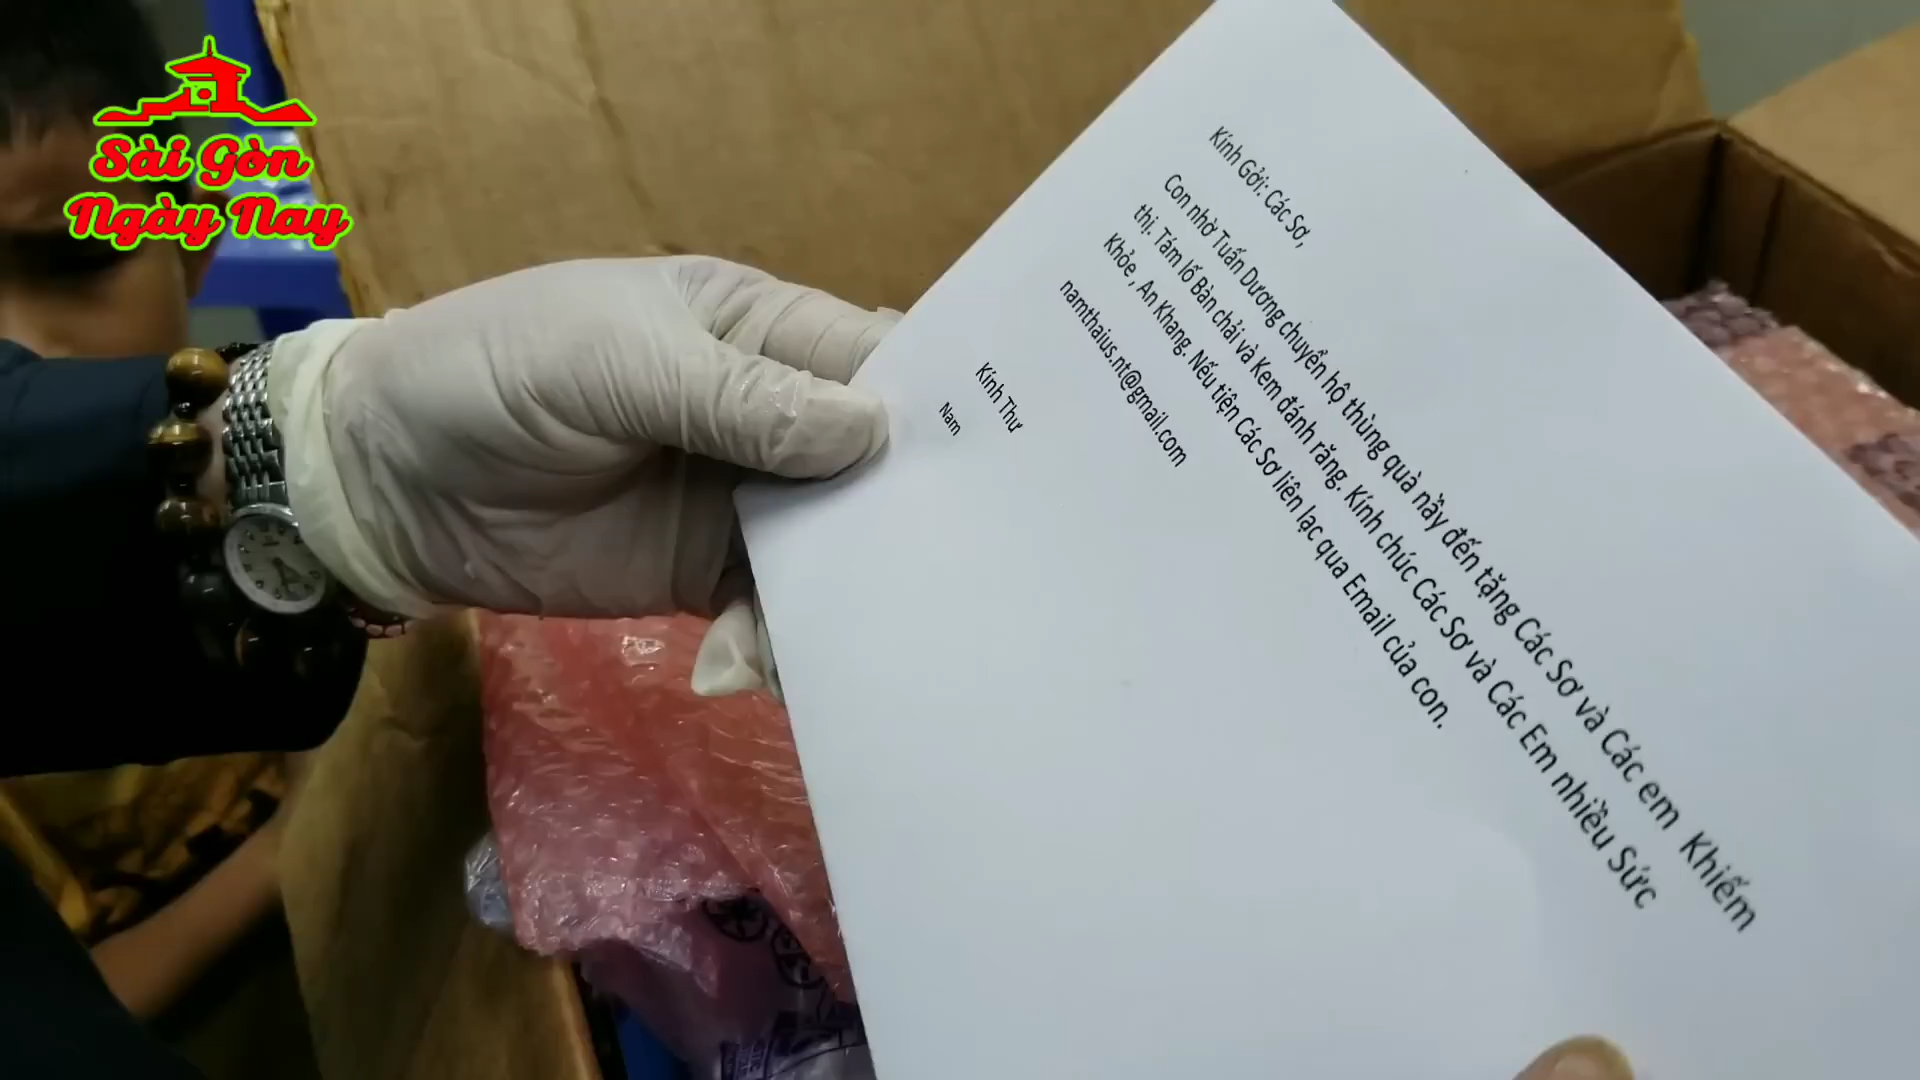 Sài Gòn
Ngày Nay
Kính Gởi: Các Sơ,
Con nhờ Tuấn Dương chuyển hộ thùng quà nầy đến tặng Các Sơ và Các em Khiếm
thị. Tám lố Bàn chải và Kem đánh răng. Kính chúc Các Sơ và Các Em nhiều Sức
Khỏe , An Khang. Nếu tiện Các Sơ liên lạc qua Email của con.
namthaius.nt@gmail.com
Kính Thư
Nam